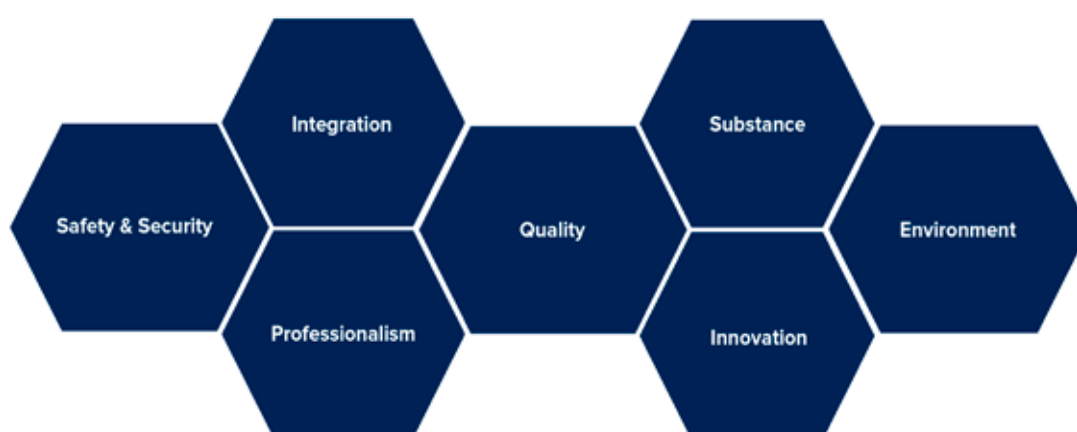 Integration
Substance
Safety & Security
Quality
Environment
Professionalism
Innovation